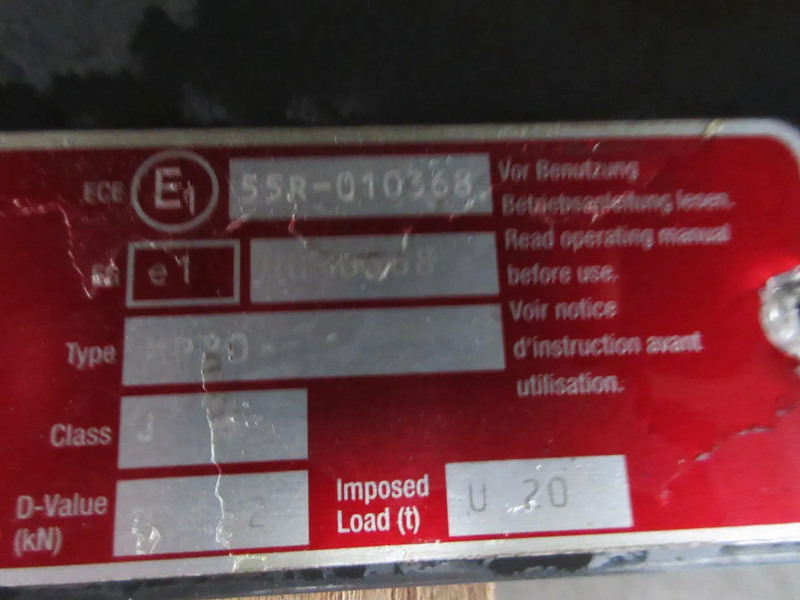 ECE E1 55R-010368
e1
Type
Class J
D-Value
(kN) 2
Imposed
Load (t) U 20
Vor Benutzung
Betriebsanleitung lesen.
Read operating manual
before use.
Voir notice
d'instruction avant
utilisation.